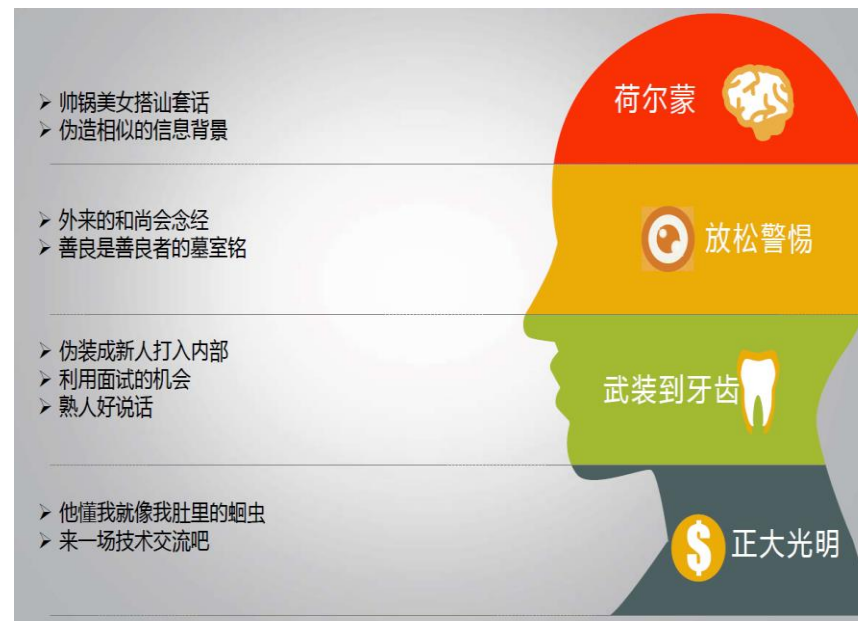 帅锅美女搭讪套话
伪造相似的信息背景
荷尔蒙
外来的和尚会念经
善良是善良者的墓室铭
放松警惕
伪装成新人打入内部
利用面试的机会
熟人好说话
武装到牙齿
他懂我就像我肚里的蛔虫
来一场技术交流吧
$
正大光明